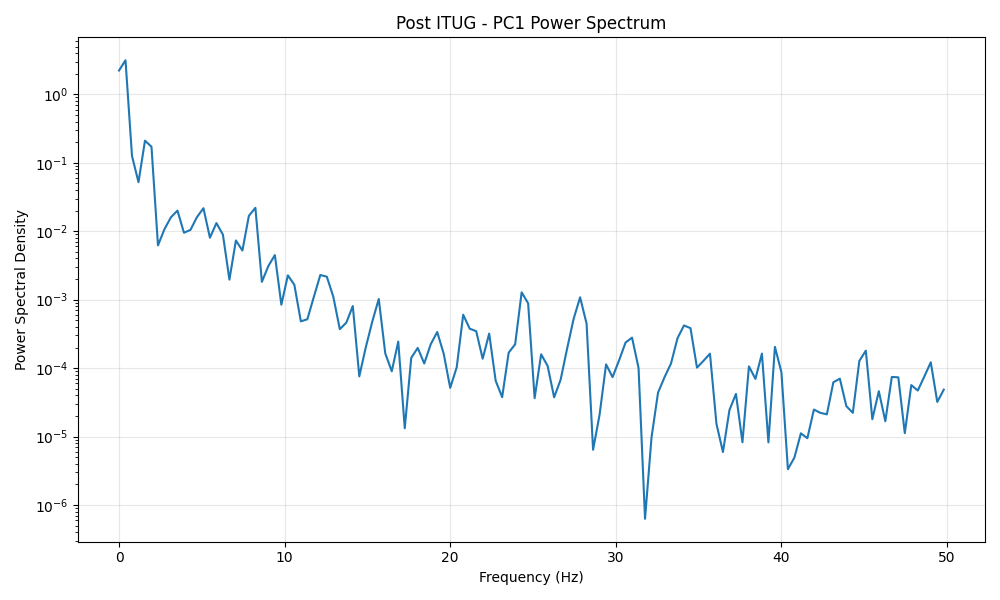 Post ITUG - PC1 Power Spectrum
Power Spectral Density
10⁰
10⁻¹
10⁻²
10⁻³
10⁻⁴
10⁻⁵
10⁻⁶
0 10 20 30 40 50
Frequency (Hz)